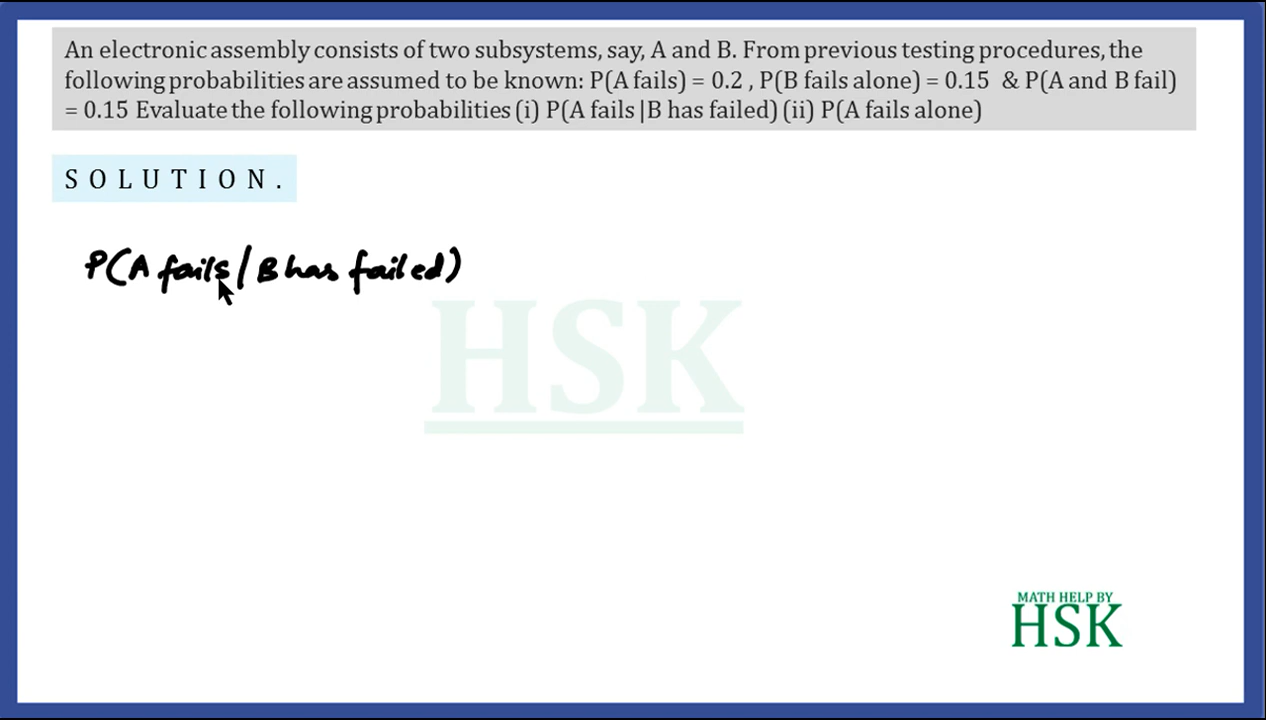 An electronic assembly consists of two subsystems, say, A and B. From previous testing procedures, the
following probabilities are assumed to be known: P(A fails) = 0.2 , P(B fails alone) = 0.15 & P(A and B fail)
= 0.15 Evaluate the following probabilities (i) P(A fails |B has failed) (ii) P(A fails alone)
SOLUTION.
P(A fails/B has failed)
HSK
MATH HELP BY
HSK